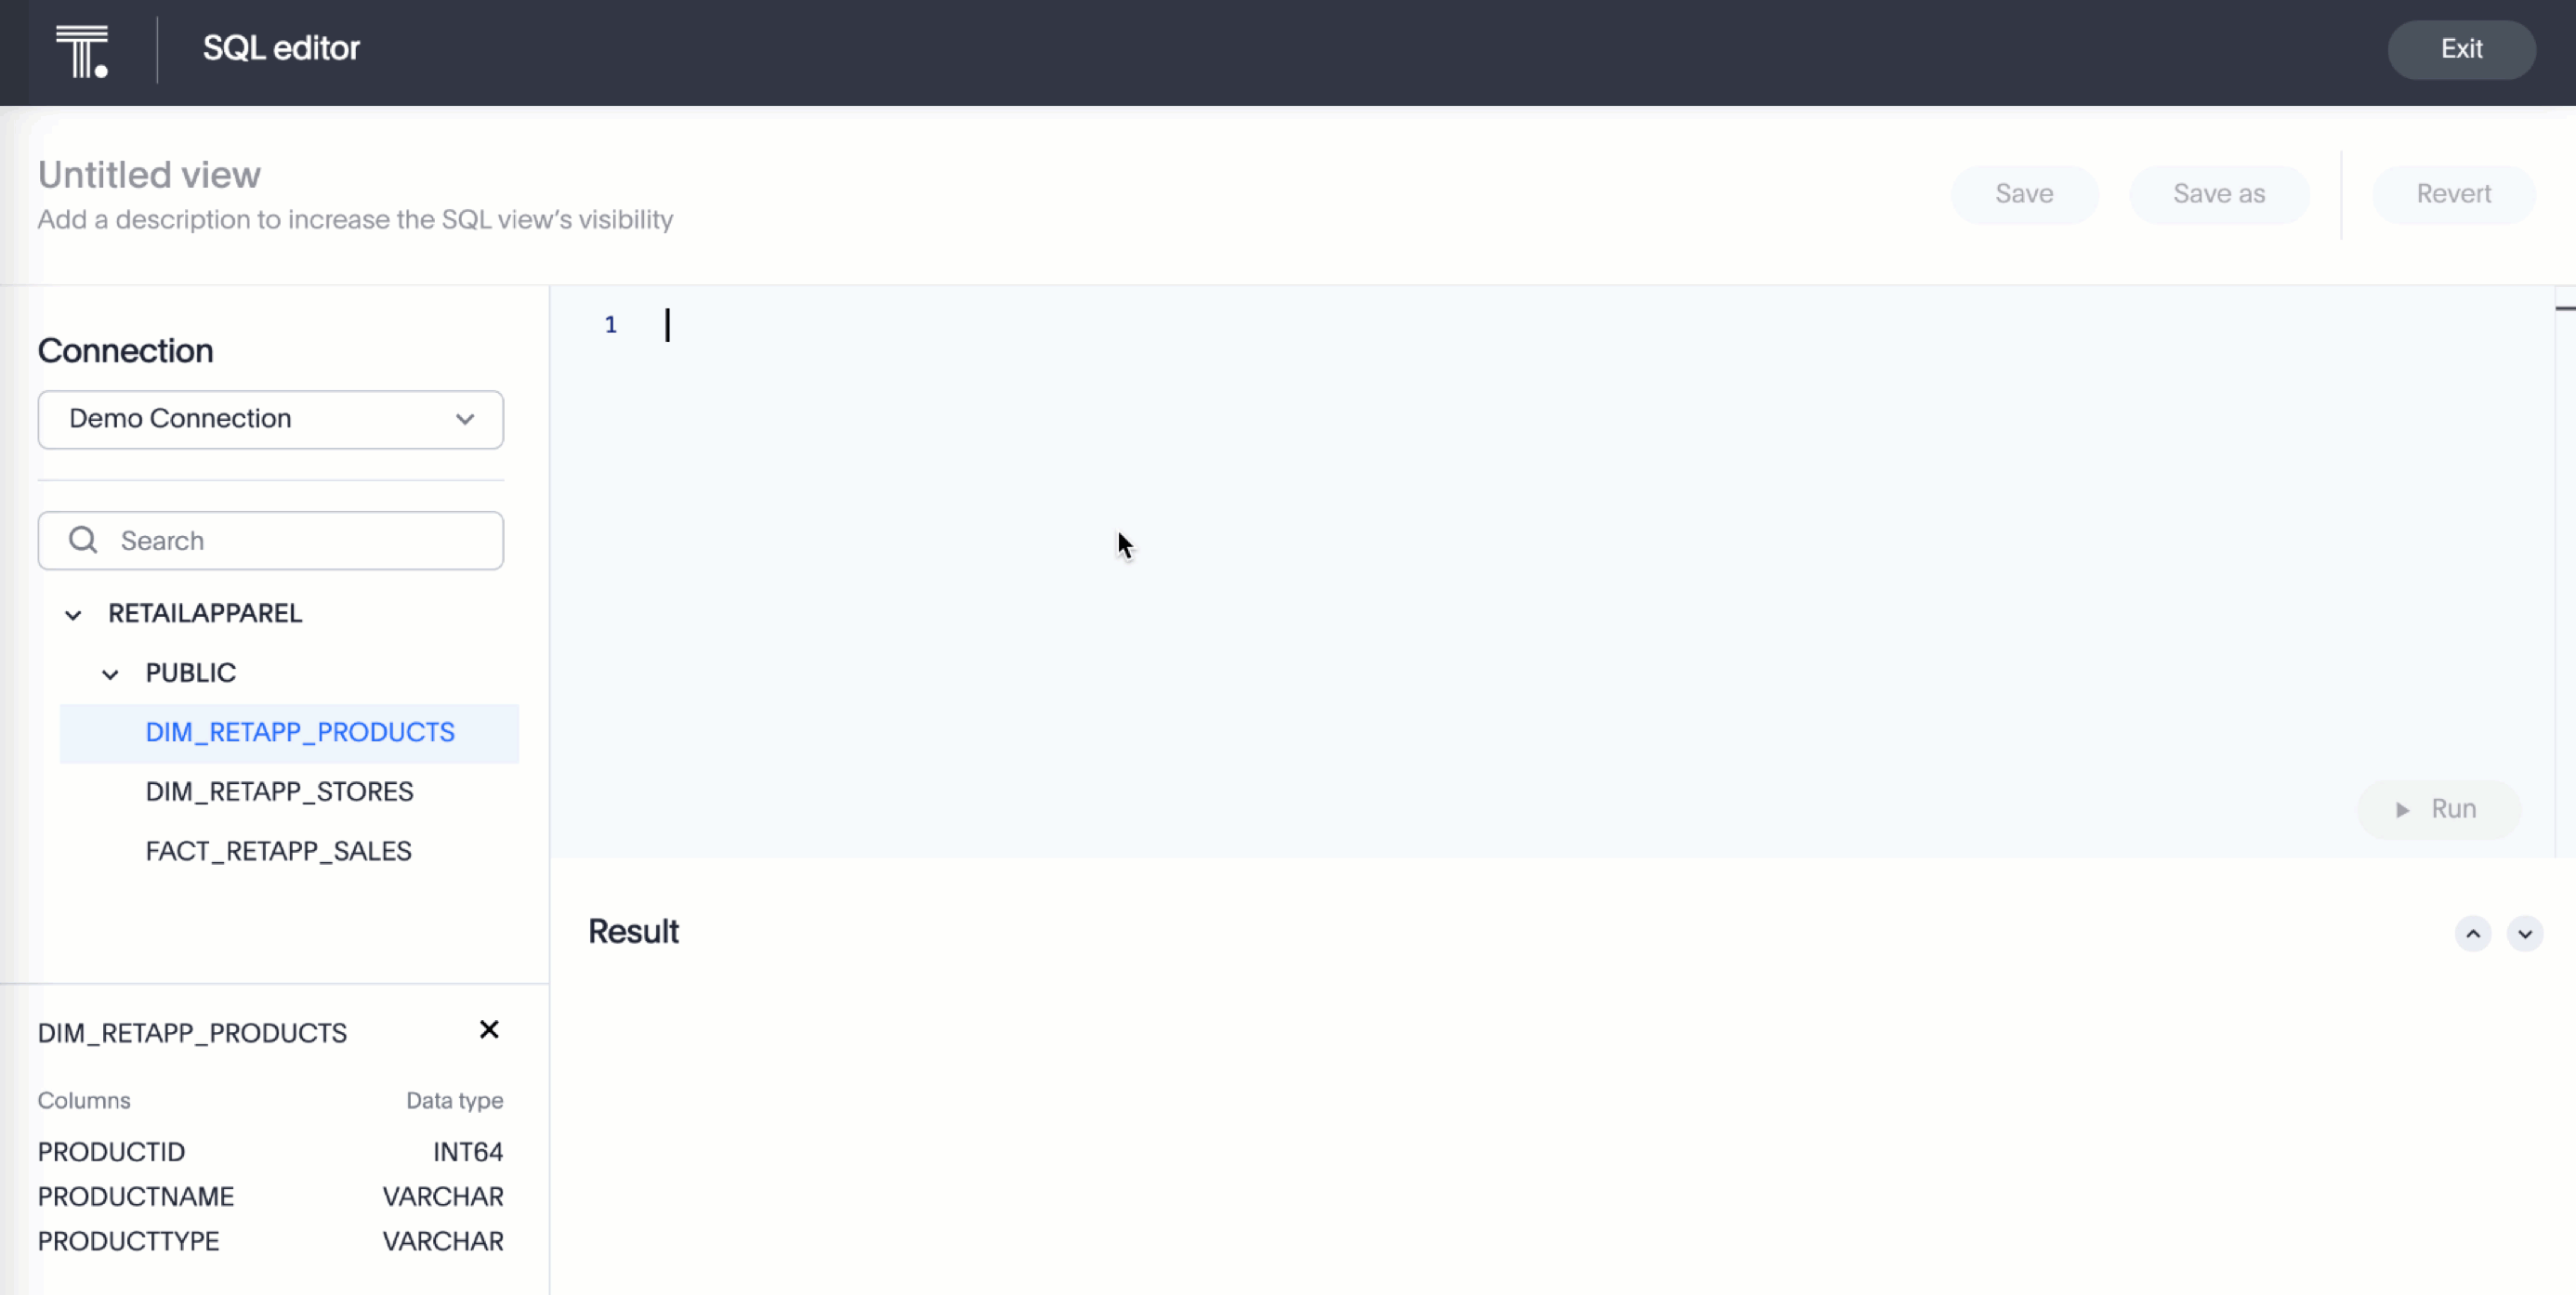 SQL editor
Exit
Untitled view
Add a description to increase the SQL view’s visibility
Save
Save as
Revert
Connection
Demo Connection
Search
RETAILAPPAREL
PUBLIC
DIM_RETAPP_PRODUCTS
DIM_RETAPP_STORES
FACT_RETAPP_SALES
DIM_RETAPP_PRODUCTS
Columns Data type
PRODUCTID INT64
PRODUCTNAME VARCHAR
PRODUCTTYPE VARCHAR
1
Run
Result